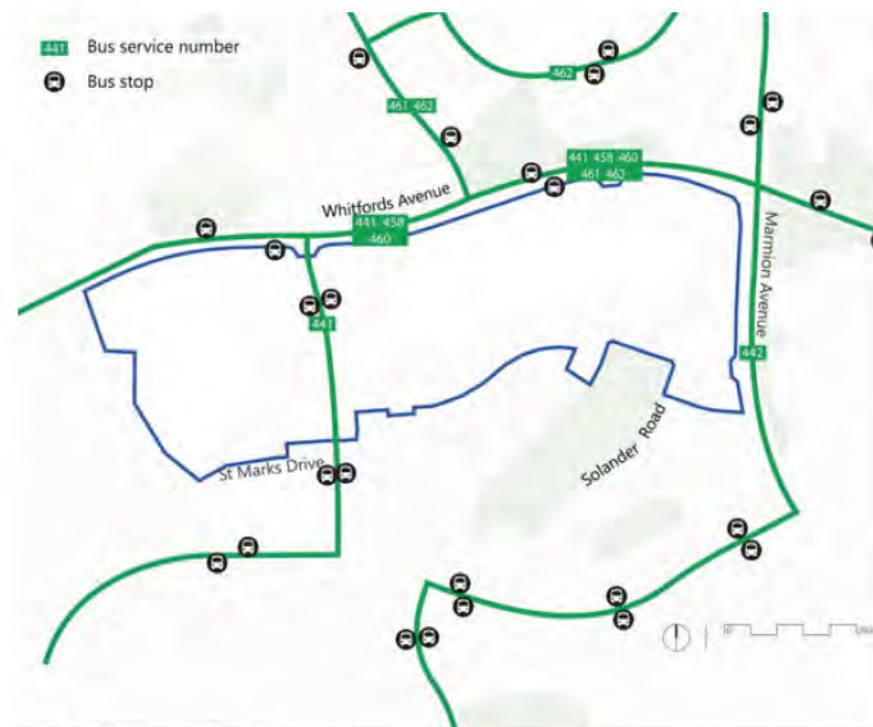 441 Bus service number
Bus stop
462
461 462
441 458 460
461 462
Whitfords Avenue
441 458
460
Marmion Avenue
441
442
Solander Road
St Marks Drive
0